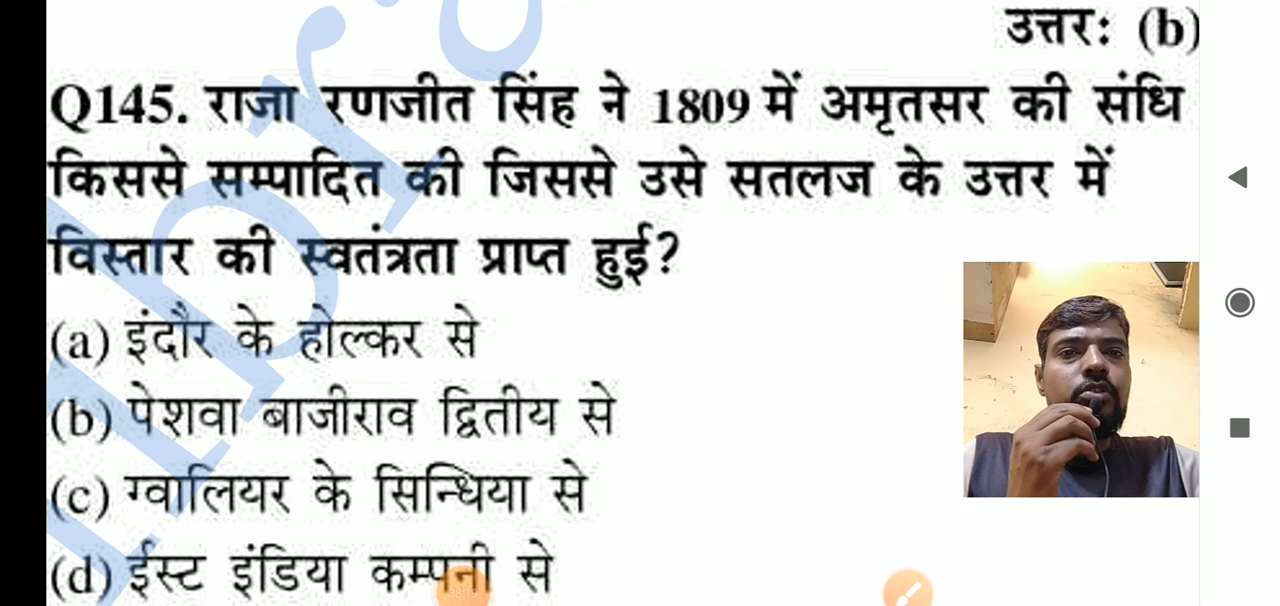 उत्तरः (b)
Q145. राजा रणजीत सिंह ने 1809 में अमृतसर की संधि
किससे सम्पादित की जिससे उसे सतलज के उत्तर में
विस्तार की स्वतंत्रता प्राप्त हुई?
(a) इंदौर के होल्कर से
(b) पेशवा बाजीराव द्वितीय से
(c) ग्वालियर के सिन्धिया से
(d) ईस्ट इंडिया कम्पनी से